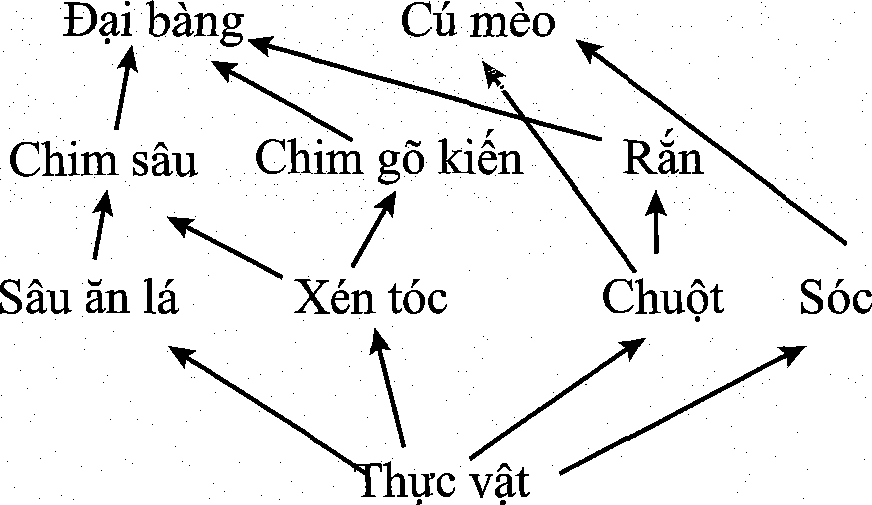 Đại bàng Cú mèo
Chim sâu Chim gõ kiến Rắn
Sâu ăn lá Xén tóc Chuột Sóc
Thực vật